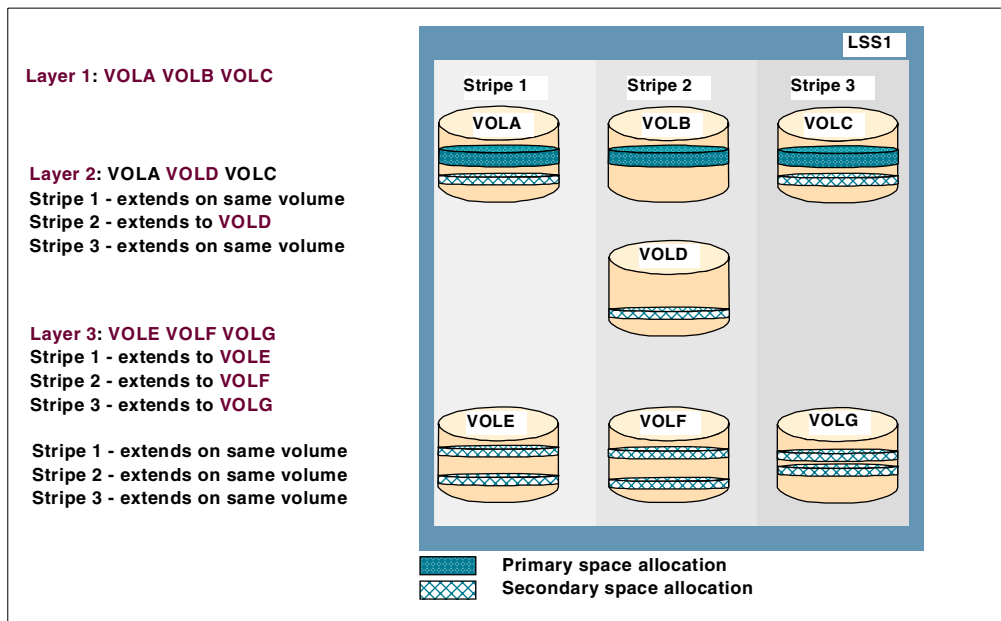 Layer 1: VOLA VOLB VOLC
Layer 2: VOLA VOLD VOLC
Stripe 1 - extends on same volume
Stripe 2 - extends to VOLD
Stripe 3 - extends on same volume
Layer 3: VOLE VOLF VOLG
Stripe 1 - extends to VOLE
Stripe 2 - extends to VOLF
Stripe 3 - extends to VOLG
Stripe 1 - extends on same volume
Stripe 2 - extends on same volume
Stripe 3 - extends on same volume
LSS1
Stripe 1
Stripe 2
Stripe 3
VOLA
VOLB
VOLC
VOLD
VOLE
VOLF
VOLG
Primary space allocation
Secondary space allocation